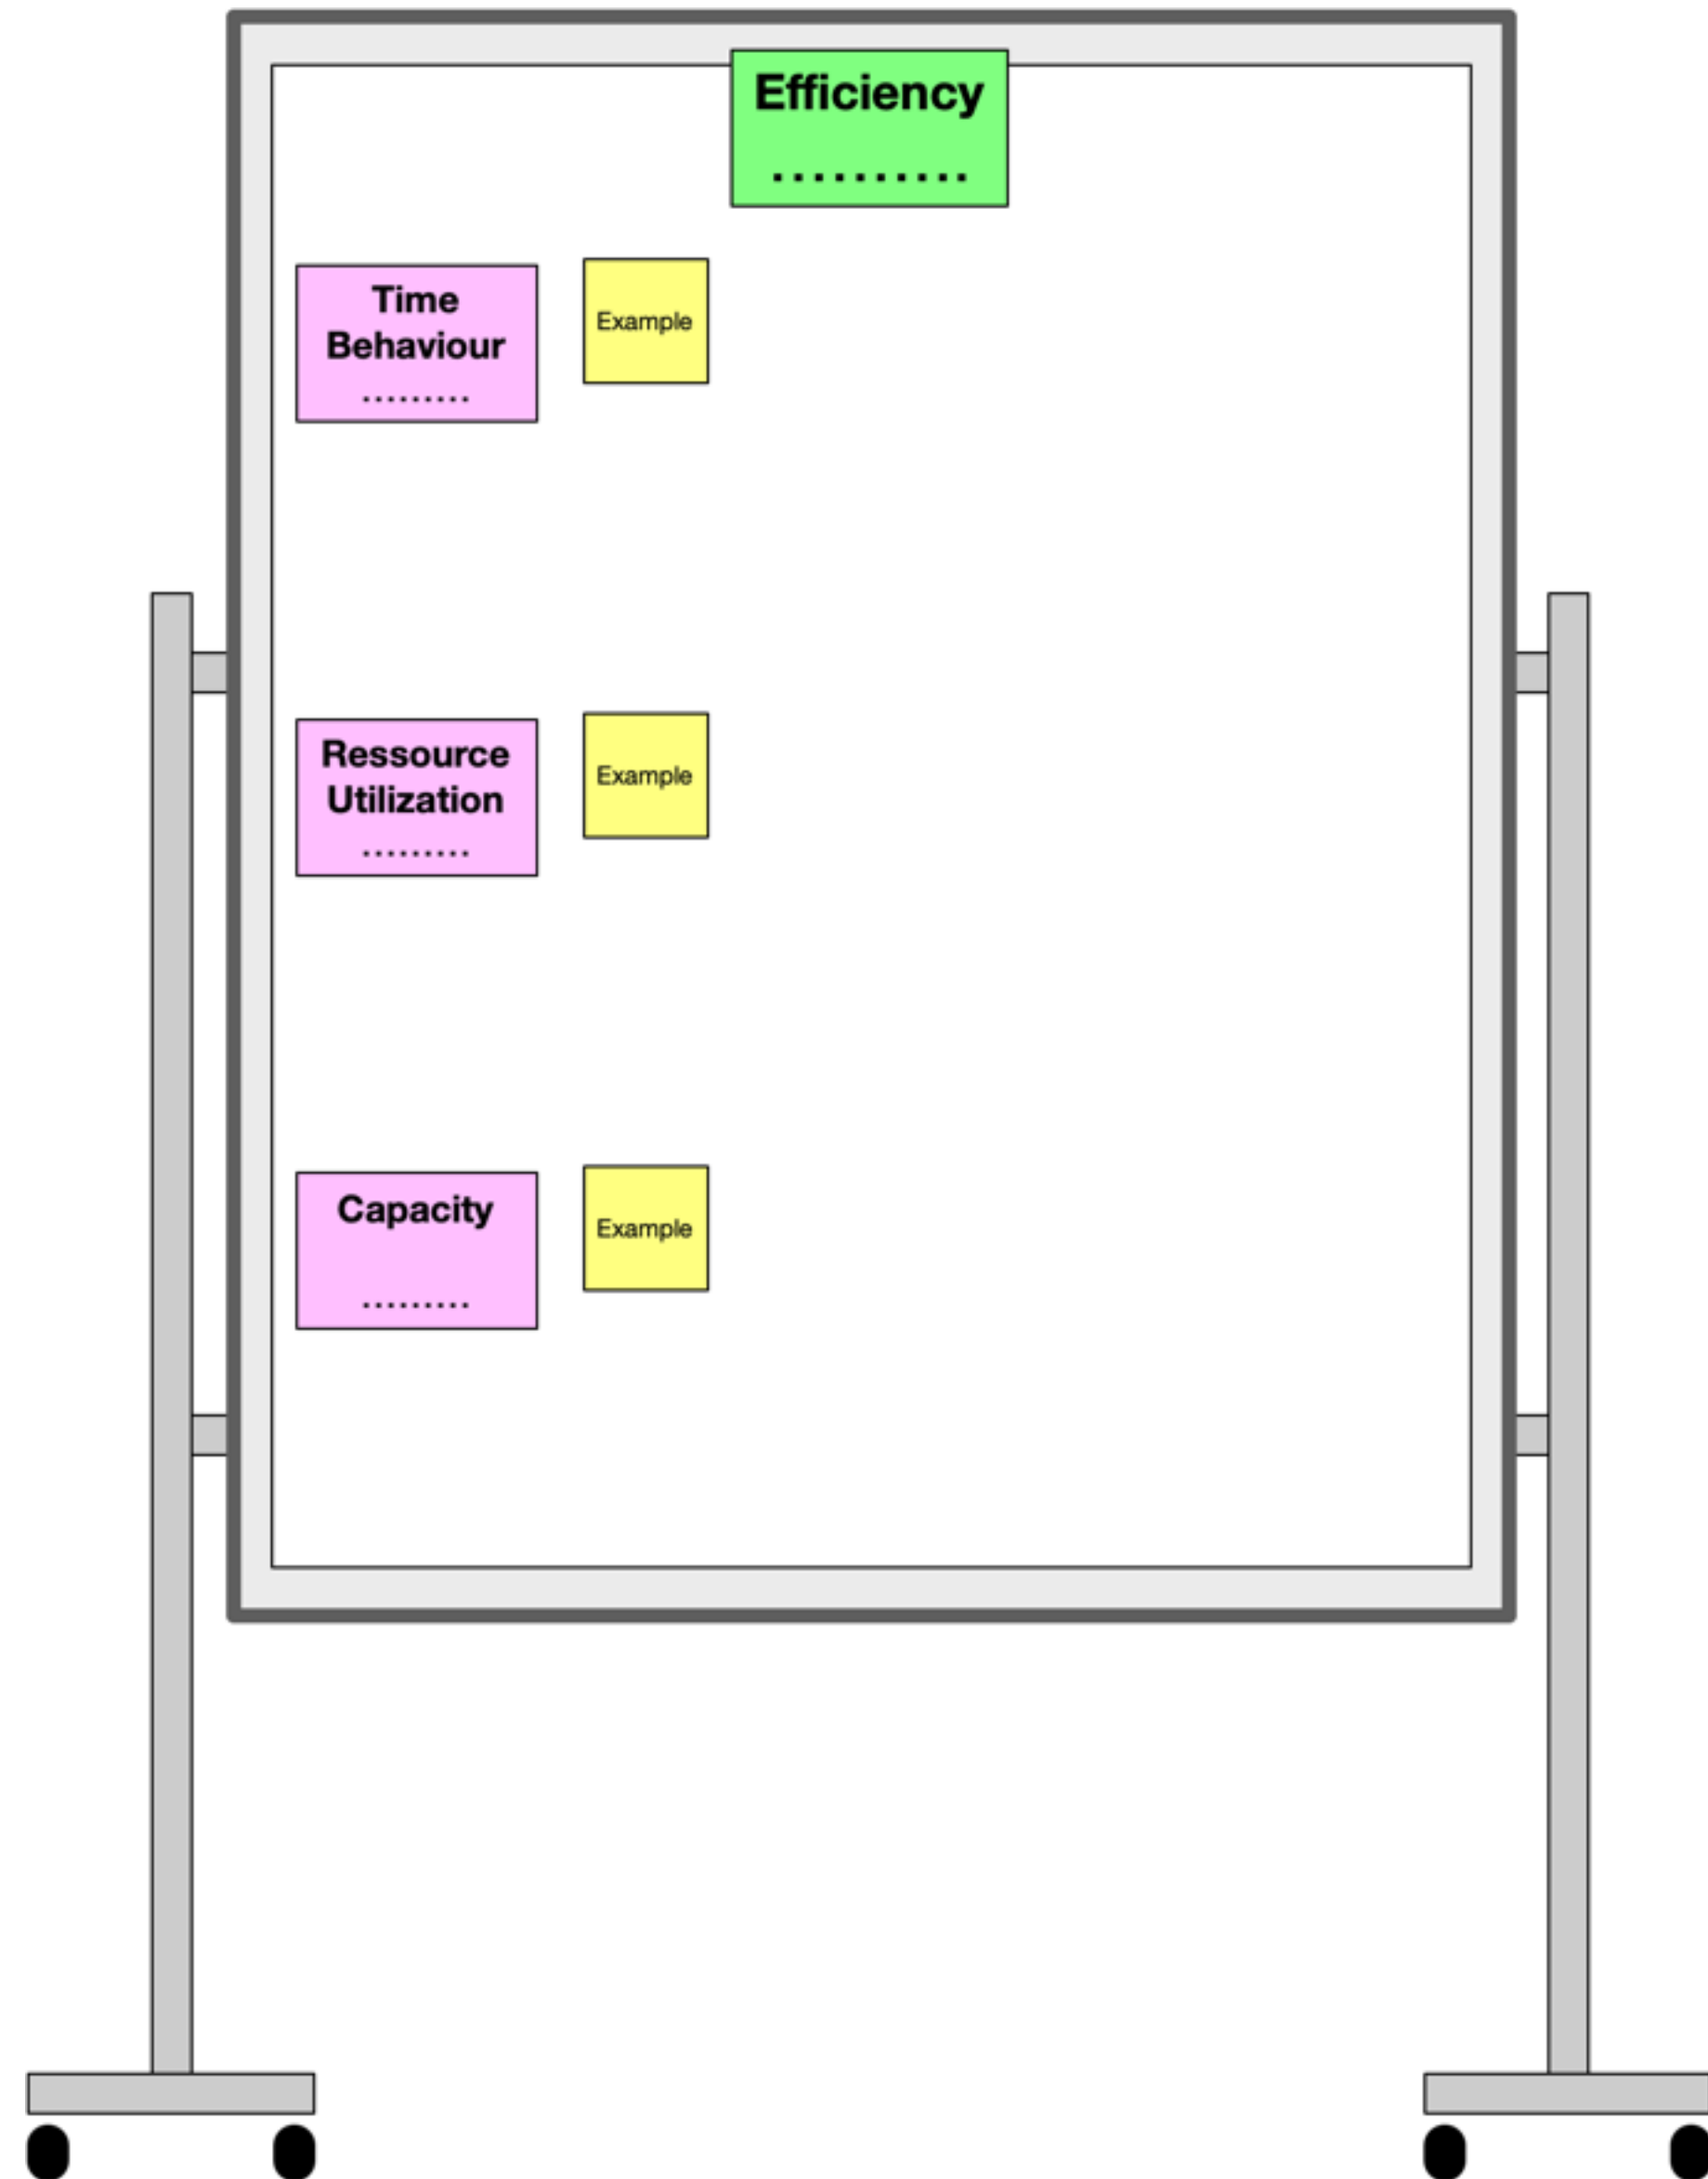 Efficiency
..........
Time
Behaviour
.........
Example
Ressource
Utilization
.........
Example
Capacity
.........
Example